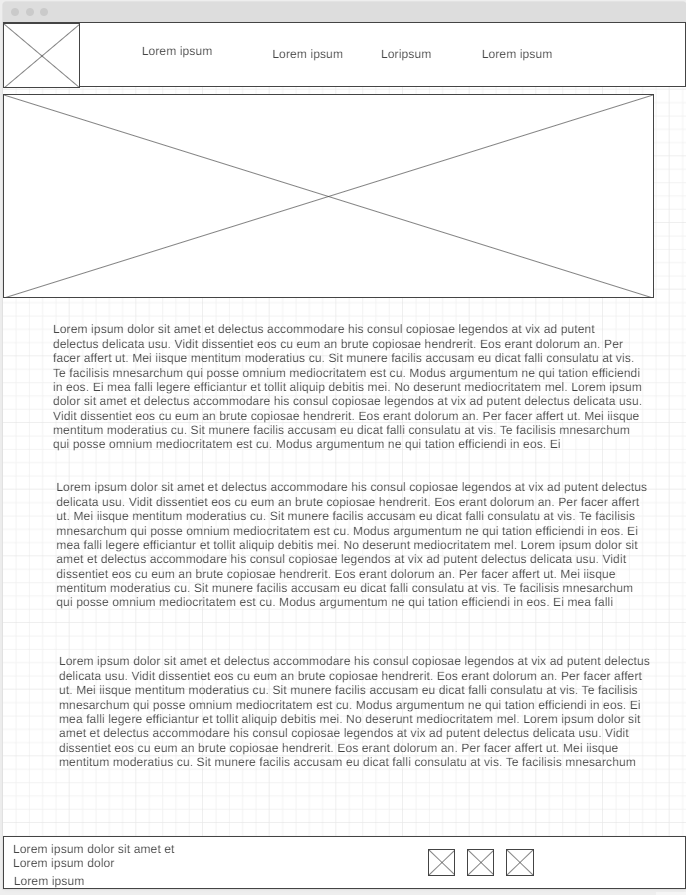 Lorem ipsum
Lorem ipsum
Loripsum
Lorem ipsum
Lorem ipsum dolor sit amet et delectus accommodare his consul copiosae legendos at vix ad putent
delectus delicata usu. Vidit dissentiet eos cu eum an brute copiosae hendrerit. Eos erant dolorum an. Per
facer affert ut. Mei iisque mentitum moderatius cu. Sit munere facilis accusam eu dicat falli consulatu at vis.
Te facilisis mnesarchum qui posse omnium mediocritatem est cu. Modus argumentum ne qui tation efficiendi
in eos. Ei mea falli legere efficiantur et tollit aliquip debitis mei. No deserunt mediocritatem mel. Lorem ipsum
dolor sit amet et delectus accommodare his consul copiosae legendos at vix ad putent delectus delicata usu.
Vidit dissentiet eos cu eum an brute copiosae hendrerit. Eos erant dolorum an. Per facer affert ut. Mei iisque
mentitum moderatius cu. Sit munere facilis accusam eu dicat falli consulatu at vis. Te facilisis mnesarchum
qui posse omnium mediocritatem est cu. Modus argumentum ne qui tation efficiendi in eos. Ei
Lorem ipsum dolor sit amet et delectus accommodare his consul copiosae legendos at vix ad putent delectus
delicata usu. Vidit dissentiet eos cu eum an brute copiosae hendrerit. Eos erant dolorum an. Per facer affert
ut. Mei iisque mentitum moderatius cu. Sit munere facilis accusam eu dicat falli consulatu at vis. Te facilisis
mnesarchum qui posse omnium mediocritatem est cu. Modus argumentum ne qui tation efficiendi in eos. Ei
mea falli legere efficiantur et tollit aliquip debitis mei. No deserunt mediocritatem mel. Lorem ipsum dolor sit
amet et delectus accommodare his consul copiosae legendos at vix ad putent delectus delicata usu. Vidit
dissentiet eos cu eum an brute copiosae hendrerit. Eos erant dolorum an. Per facer affert ut. Mei iisque
mentitum moderatius cu. Sit munere facilis accusam eu dicat falli consulatu at vis. Te facilisis mnesarchum
qui posse omnium mediocritatem est cu. Modus argumentum ne qui tation efficiendi in eos. Ei mea falli
Lorem ipsum dolor sit amet et delectus accommodare his consul copiosae legendos at vix ad putent delectus
delicata usu. Vidit dissentiet eos cu eum an brute copiosae hendrerit. Eos erant dolorum an. Per facer affert
ut. Mei iisque mentitum moderatius cu. Sit munere facilis accusam eu dicat falli consulatu at vis. Te facilisis
mnesarchum qui posse omnium mediocritatem est cu. Modus argumentum ne qui tation efficiendi in eos. Ei
mea falli legere efficiantur et tollit aliquip debitis mei. No deserunt mediocritatem mel. Lorem ipsum dolor sit
amet et delectus accommodare his consul copiosae legendos at vix ad putent delectus delicata usu. Vidit
dissentiet eos cu eum an brute copiosae hendrerit. Eos erant dolorum an. Per facer affert ut. Mei iisque
mentitum moderatius cu. Sit munere facilis accusam eu dicat falli consulatu at vis. Te facilisis mnesarchum
Lorem ipsum dolor sit amet et
Lorem ipsum dolor
Lorem ipsum